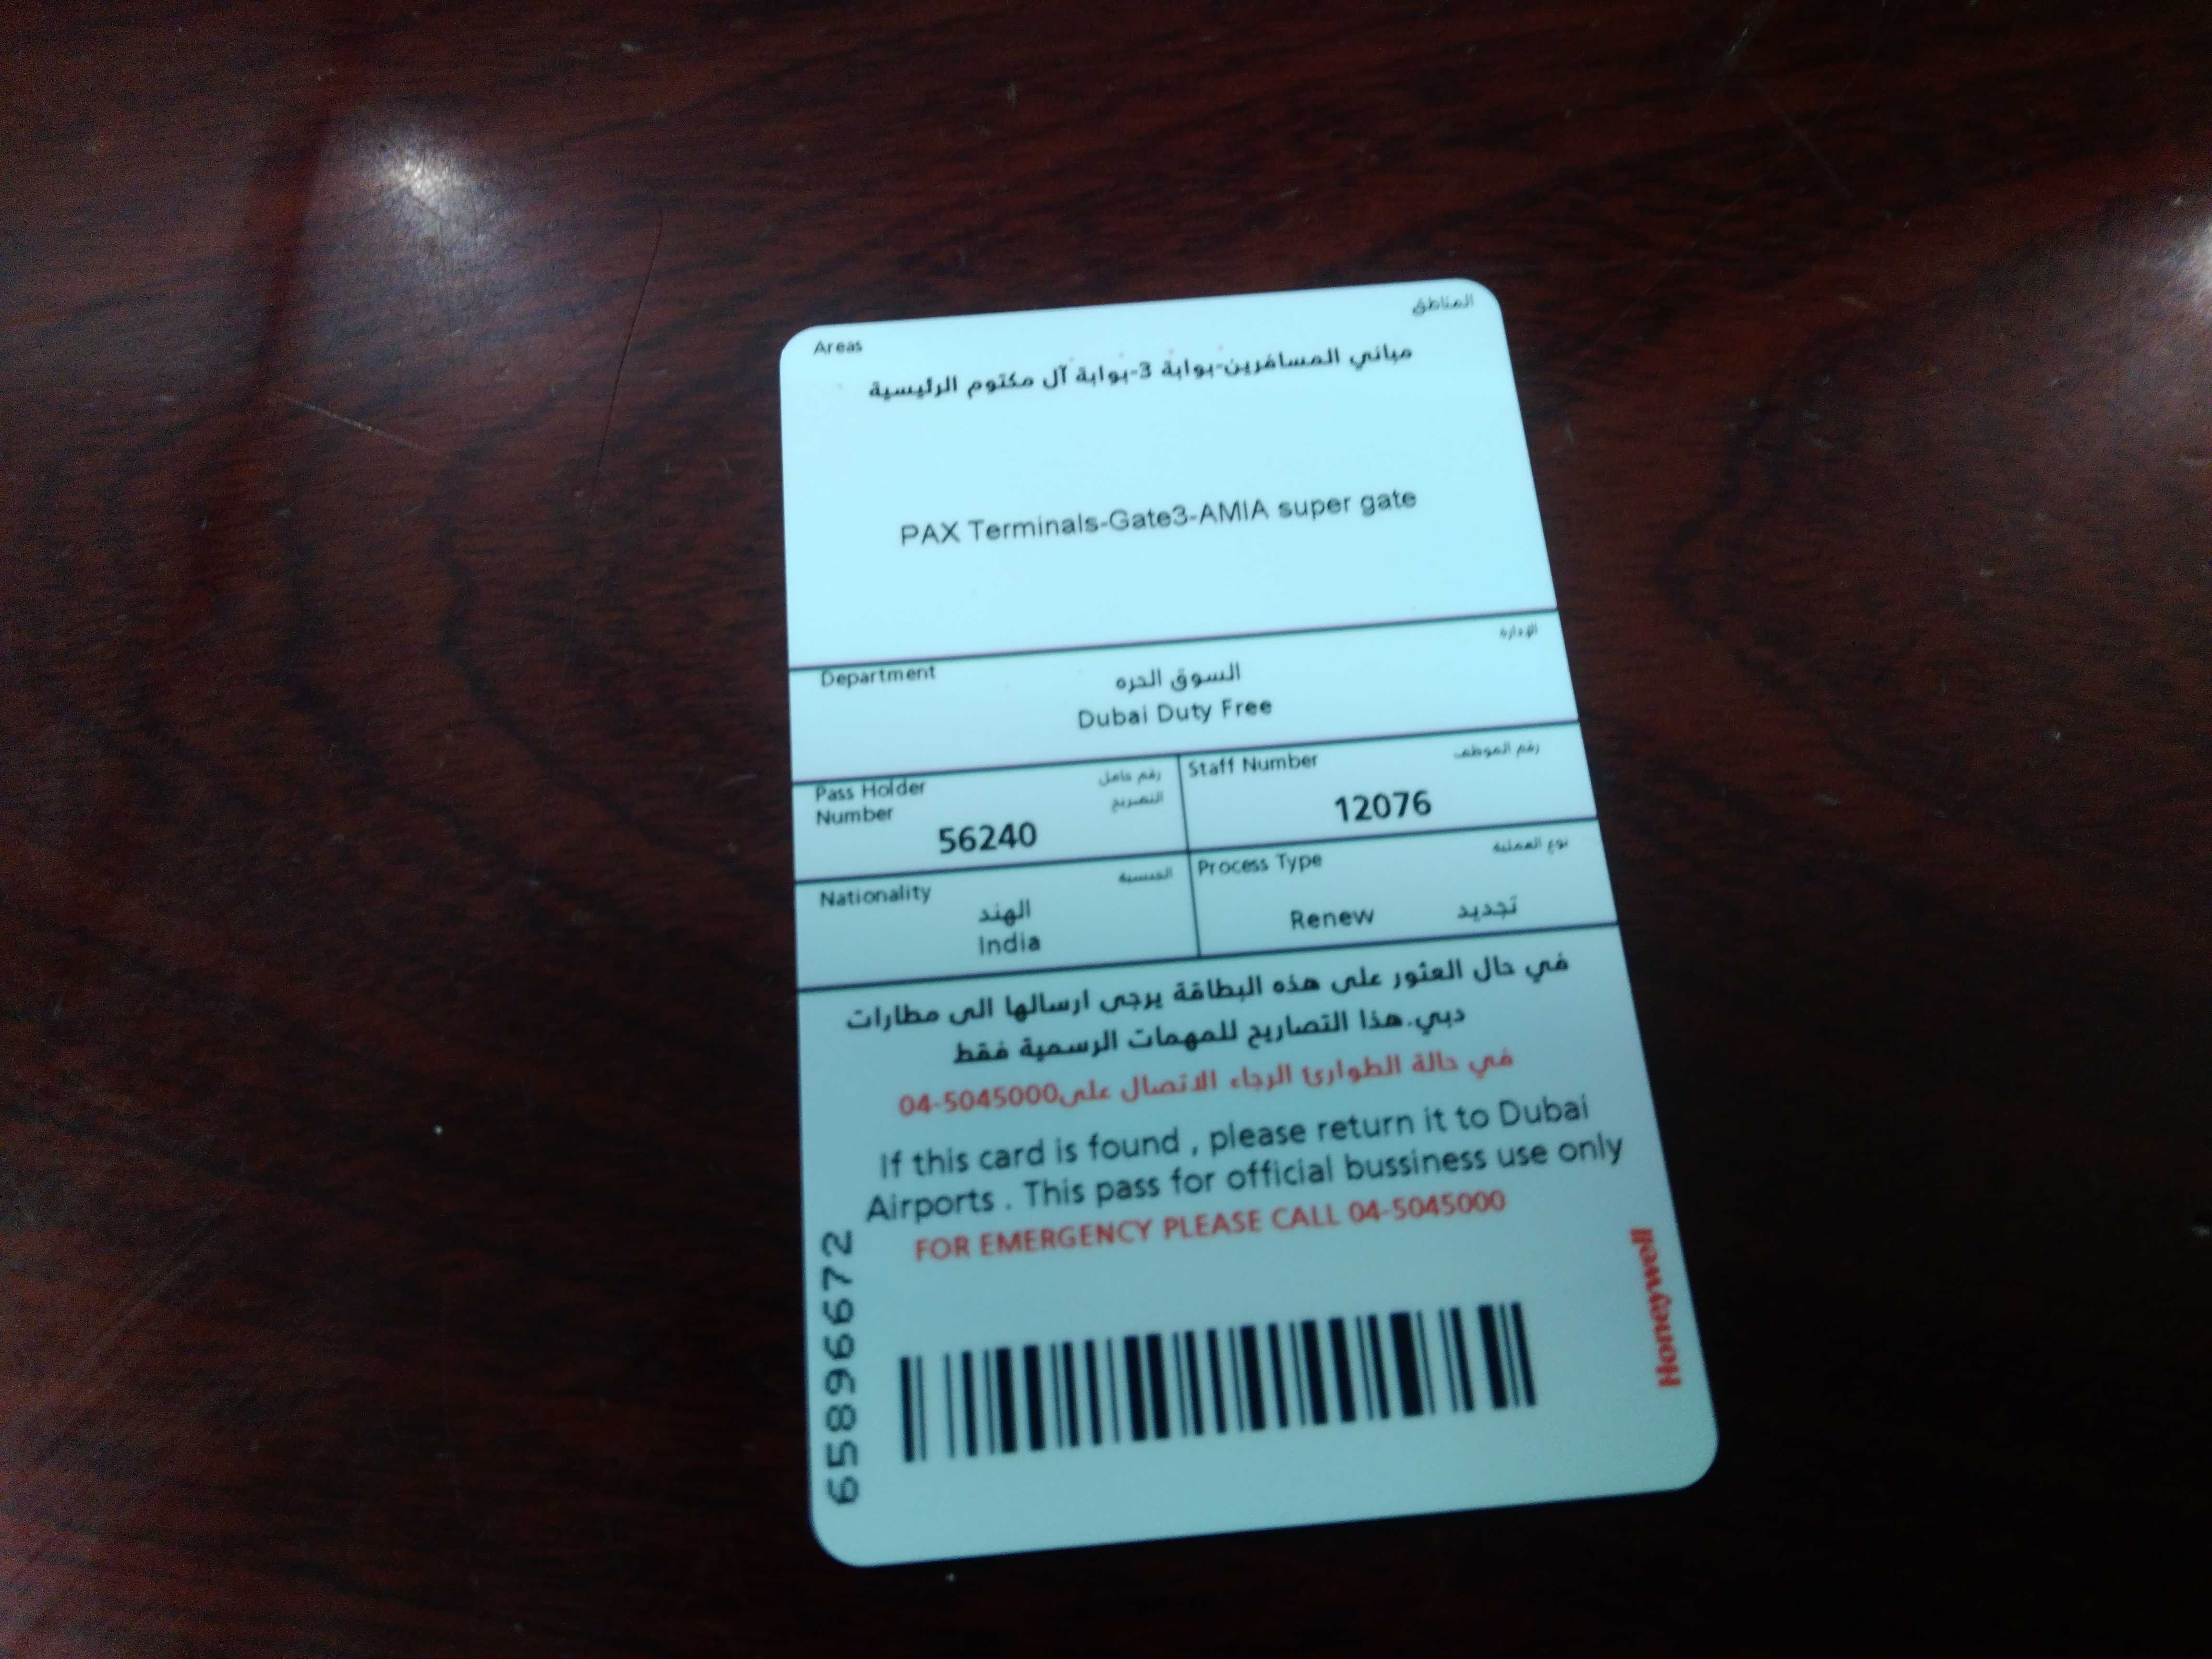 Areas
المناطق
مباني المسافرين-بوابة 3-بوابة آل مكتوم الرئيسية
PAX Terminals-Gate3-AMIA super gate
Department
الإدارة
السوق الحره
Dubai Duty Free
Pass Holder
Number
رقم حامل
التصريح
56240
Staff Number
رقم الموظف
12076
Nationality
الجنسية
الهند
India
Process Type
نوع العملية
Renew تجديد
في حال العثور على هذه البطاقة يرجى ارسالها الى مطارات
دبي.هذا التصاريح للمهمات الرسمية فقط
في حالة الطوارئ الرجاء الاتصال على04-5045000
If this card is found , please return it to Dubai
Airports . This pass for official bussiness use only
FOR EMERGENCY PLEASE CALL 04-5045000
65896672
Honeywell